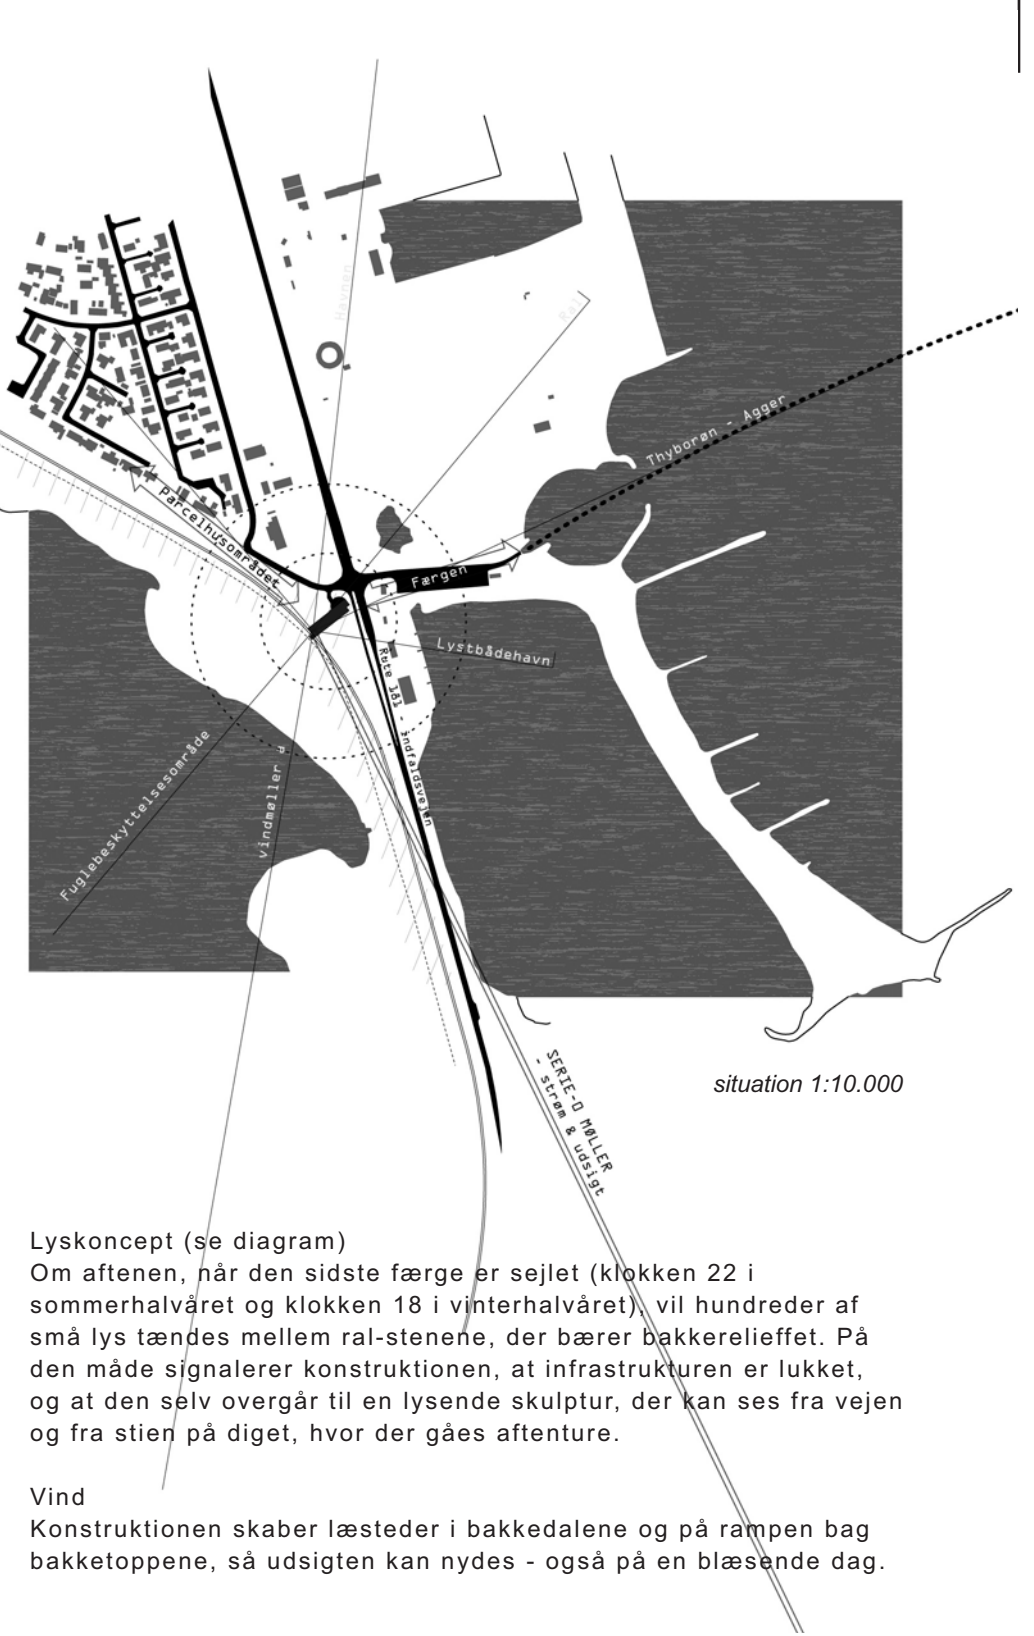 Havnen
Ral
Thyborøn - Agger
Parcelhusområdet
Færgen
Lystbådehavn
Rute 181 - indfaldsvejen
Fuglebeskyttelsesområde
Vindmøller
SERIE-D MØLLER
- strøm & udsigt
situation 1:10.000
Lyskoncept (se diagram)
Om aftenen, når den sidste færge er sejlet (klokken 22 i
sommerhalvåret og klokken 18 i vinterhalvåret), vil hundreder af
små lys tændes mellem ral-stenene, der bærer bakkerelieffet. På
den måde signalerer konstruktionen, at infrastrukturen er lukket,
og at den selv overgår til en lysende skulptur, der kan ses fra vejen
og fra stien på diget, hvor der gåes aftenture.
Vind
Konstruktionen skaber læsteder i bakkedalene og på rampen bag
bakketoppene, så udsigten kan nydes - også på en blæsende dag.